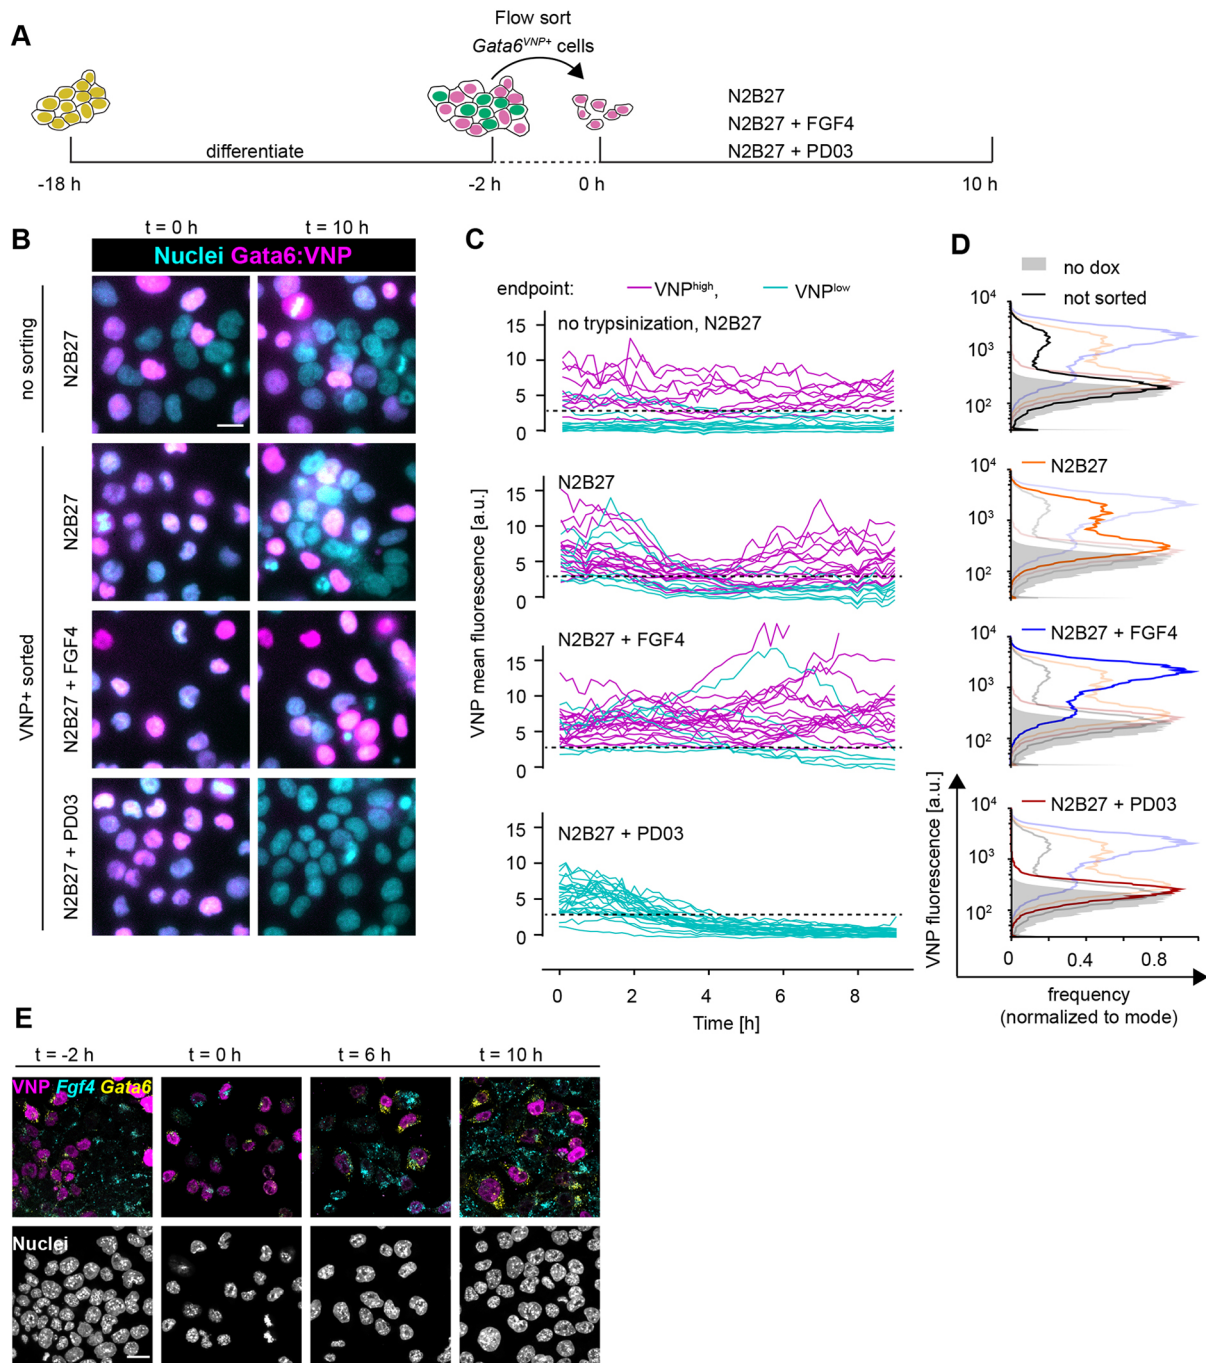 A
Flow sort
Gata6VNP+ cells
N2B27
N2B27 + FGF4
N2B27 + PD03
differentiate
-18 h
-2 h
0 h
10 h
B
t = 0 h
t = 10 h
Nuclei Gata6:VNP
no sorting
N2B27
VNP+ sorted
N2B27
N2B27 + FGF4
N2B27 + PD03
C
endpoint:
VNPhigh,
VNPlow
no trypsinization, N2B27
15
10
5
0
N2B27
15
10
5
0
N2B27 + FGF4
15
10
5
0
N2B27 + PD03
15
10
5
0
VNP mean fluorescence [a.u.]
0
2
4
6
8
Time [h]
D
no dox
not sorted
10⁴
10³
10²
N2B27
10⁴
10³
10²
N2B27 + FGF4
10⁴
10³
10²
N2B27 + PD03
10⁴
10³
10²
VNP fluorescence [a.u.]
0
0.4
0.8
frequency
(normalized to mode)
E
t = -2 h
t = 0 h
t = 6 h
t = 10 h
VNP Fgf4 Gata6
Nuclei